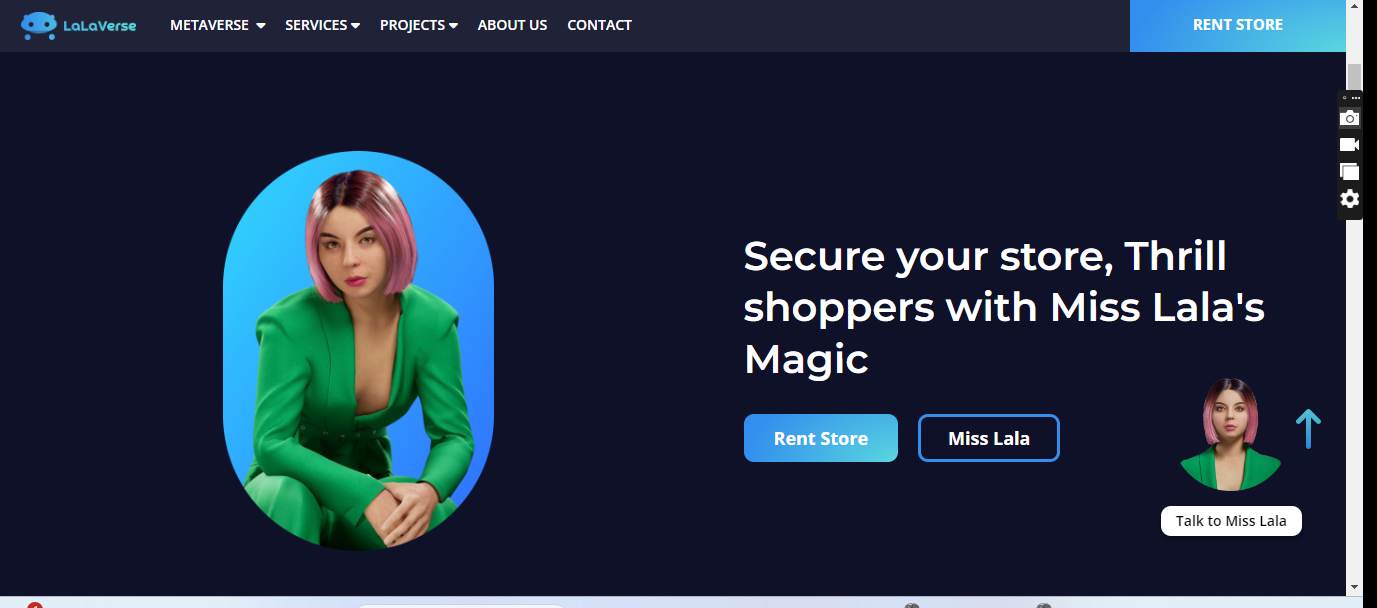 LaLaVerse
METAVERSE
SERVICES
PROJECTS
ABOUT US
CONTACT
RENT STORE
Secure your store, Thrill
shoppers with Miss Lala's
Magic
Rent Store
Miss Lala
Talk to Miss Lala